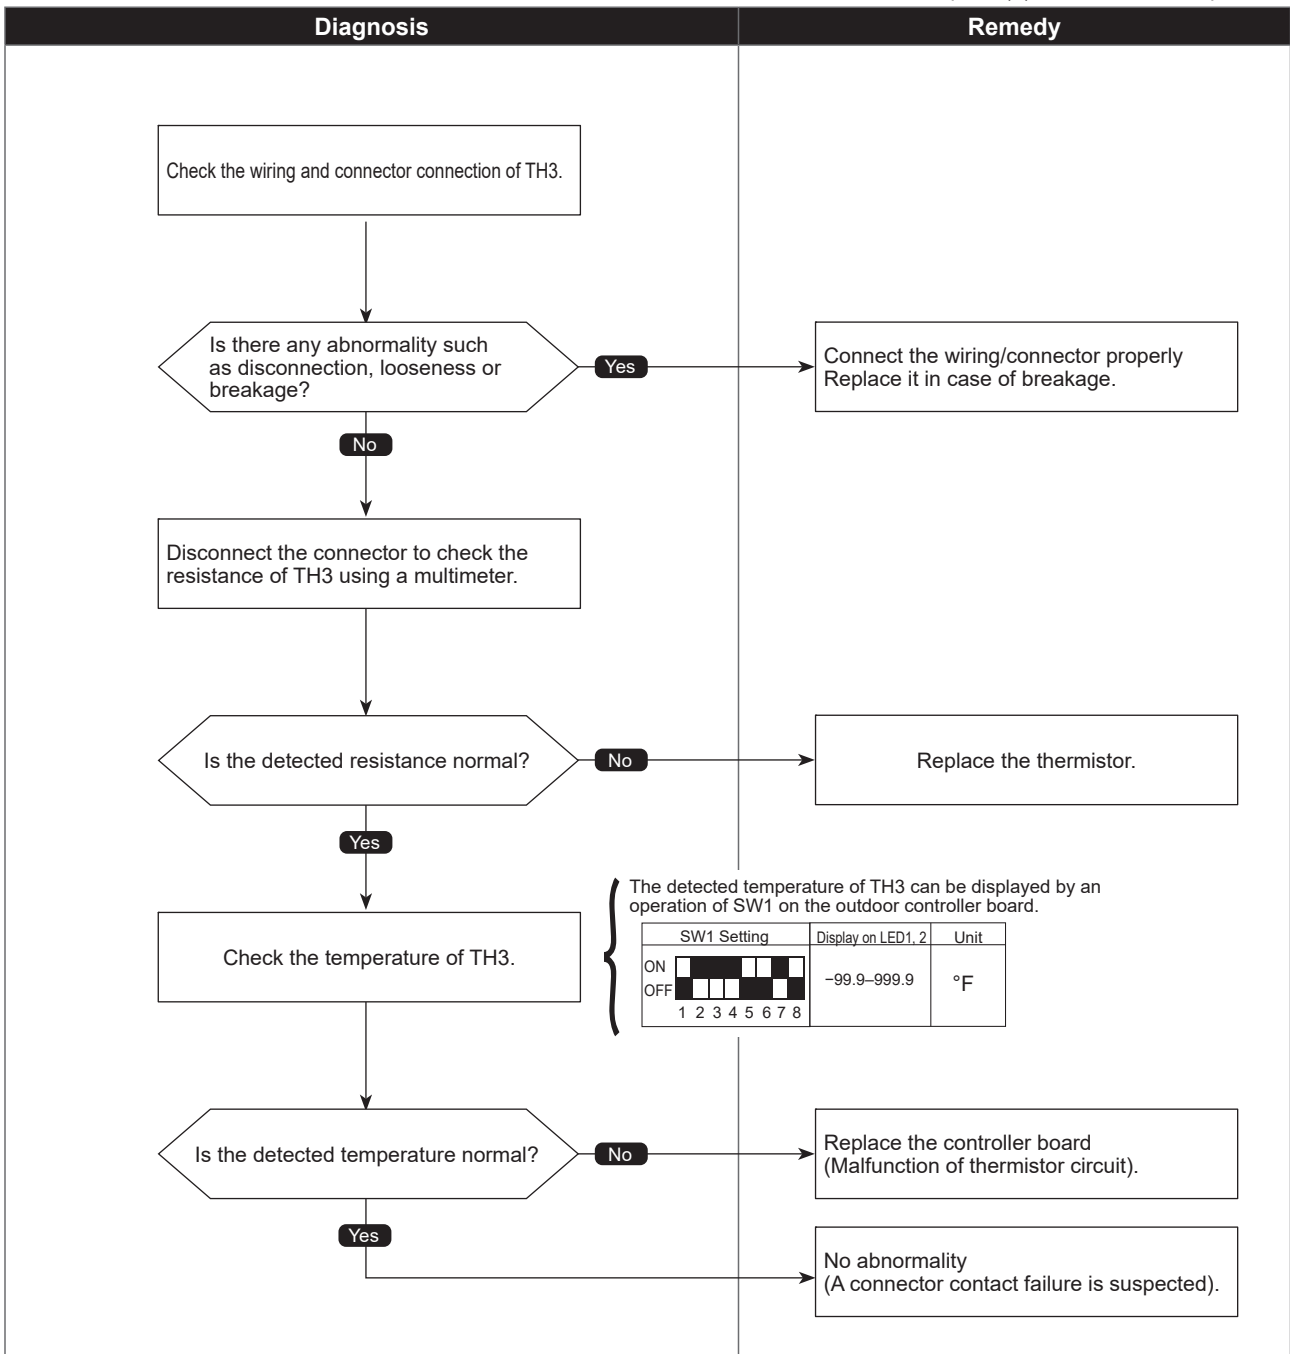 Diagnosis
Remedy
Check the wiring and connector connection of TH3.
Is there any abnormality such
as disconnection, looseness or
breakage?
Yes
Connect the wiring/connector properly
Replace it in case of breakage.
No
Disconnect the connector to check the
resistance of TH3 using a multimeter.
Is the detected resistance normal?
No
Replace the thermistor.
Yes
The detected temperature of TH3 can be displayed by an
operation of SW1 on the outdoor controller board.
Check the temperature of TH3.
SW1 Setting
Display on LED1, 2
Unit
ON
OFF
1 2 3 4 5 6 7 8
−99.9–999.9
°F
Is the detected temperature normal?
No
Replace the controller board
(Malfunction of thermistor circuit).
Yes
No abnormality
(A connector contact failure is suspected).